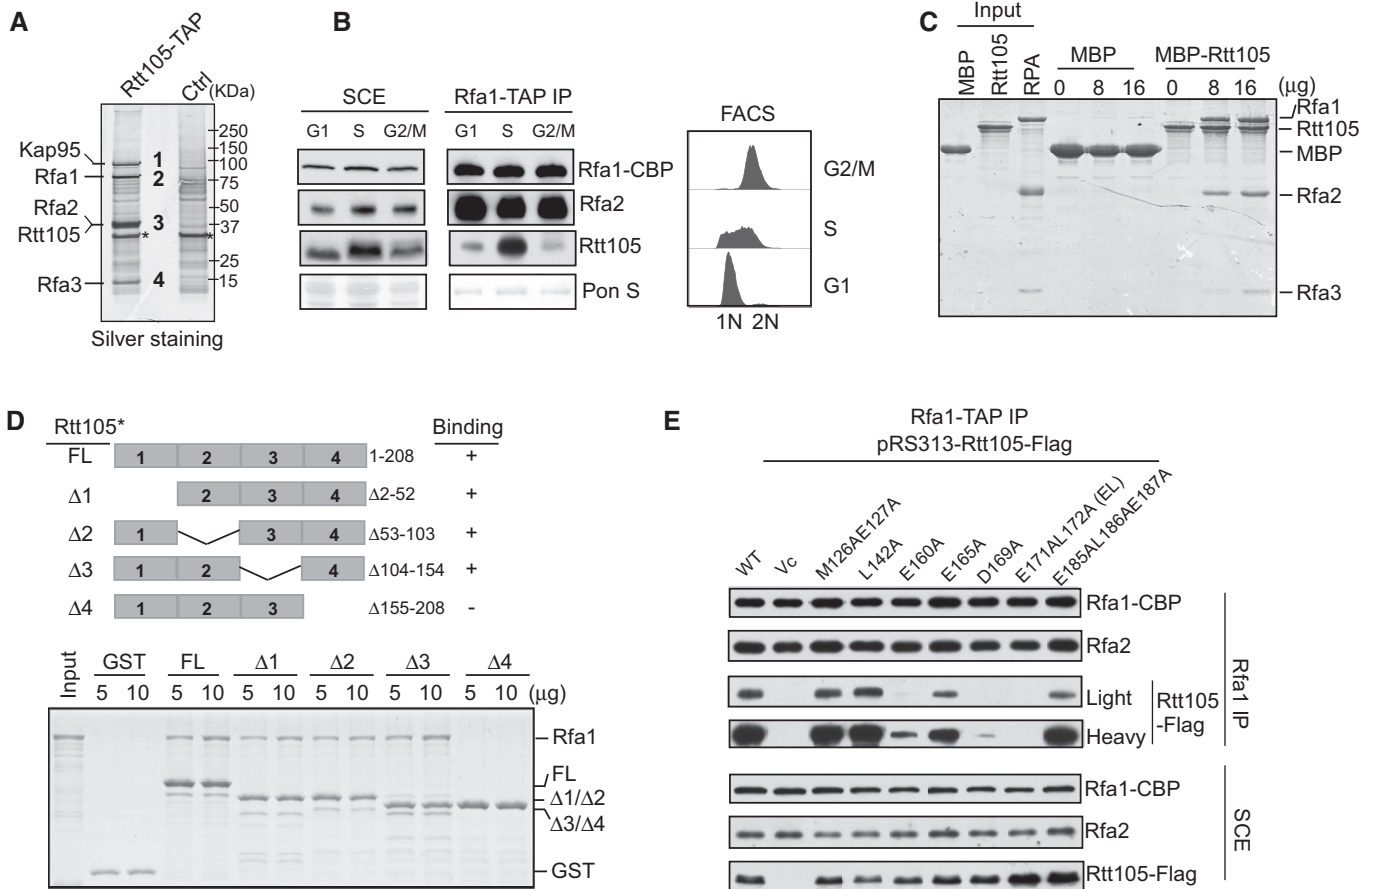 A
Rtt105-TAP
Ctrl
(KDa)
Kap95
Rfa1
Rfa2
Rtt105
Rfa3
1
2
3
*
*
4
250
150
100
75
50
37
25
15
Silver staining
B
SCE
Rfa1-TAP IP
G1 S G2/M
G1 S G2/M
Rfa1-CBP
Rfa2
Rtt105
Pon S
FACS
G2/M
S
G1
1N 2N
C
Input
MBP
Rtt105
RPA
MBP
MBP-Rtt105
0 8 16
0 8 16 (μg)
Rfa1
Rtt105
MBP
Rfa2
Rfa3
D
Rtt105*
Binding
FL 1 2 3 4 1-208 +
Δ1 2 3 4 Δ2-52 +
Δ2 1 3 4 Δ53-103 +
Δ3 1 2 4 Δ104-154 +
Δ4 1 2 3 Δ155-208 -
Input
GST FL Δ1 Δ2 Δ3 Δ4
5 10 5 10 5 10 5 10 5 10 5 10 (μg)
Rfa1
FL
Δ1/Δ2
Δ3/Δ4
GST
E
Rfa1-TAP IP
pRS313-Rtt105-Flag
WT
Vc
M126AE127A
L142A
E160A
E165A
D169A
E171AL172A (EL)
E185AL186AE187A
Rfa1-CBP
Rfa2
Light
Heavy
Rtt105
-Flag
Rfa1 IP
Rfa1-CBP
Rfa2
Rtt105-Flag
SCE